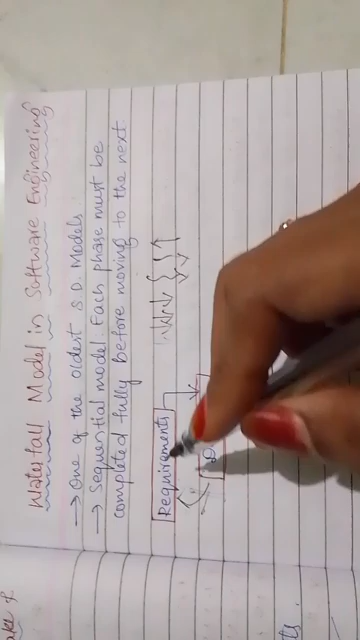 Waterfall Model in Software Engineering
→ One of the oldest S.D. Models
→ Sequential model. Each phase must be
completed fully before moving to the next.
Requirements